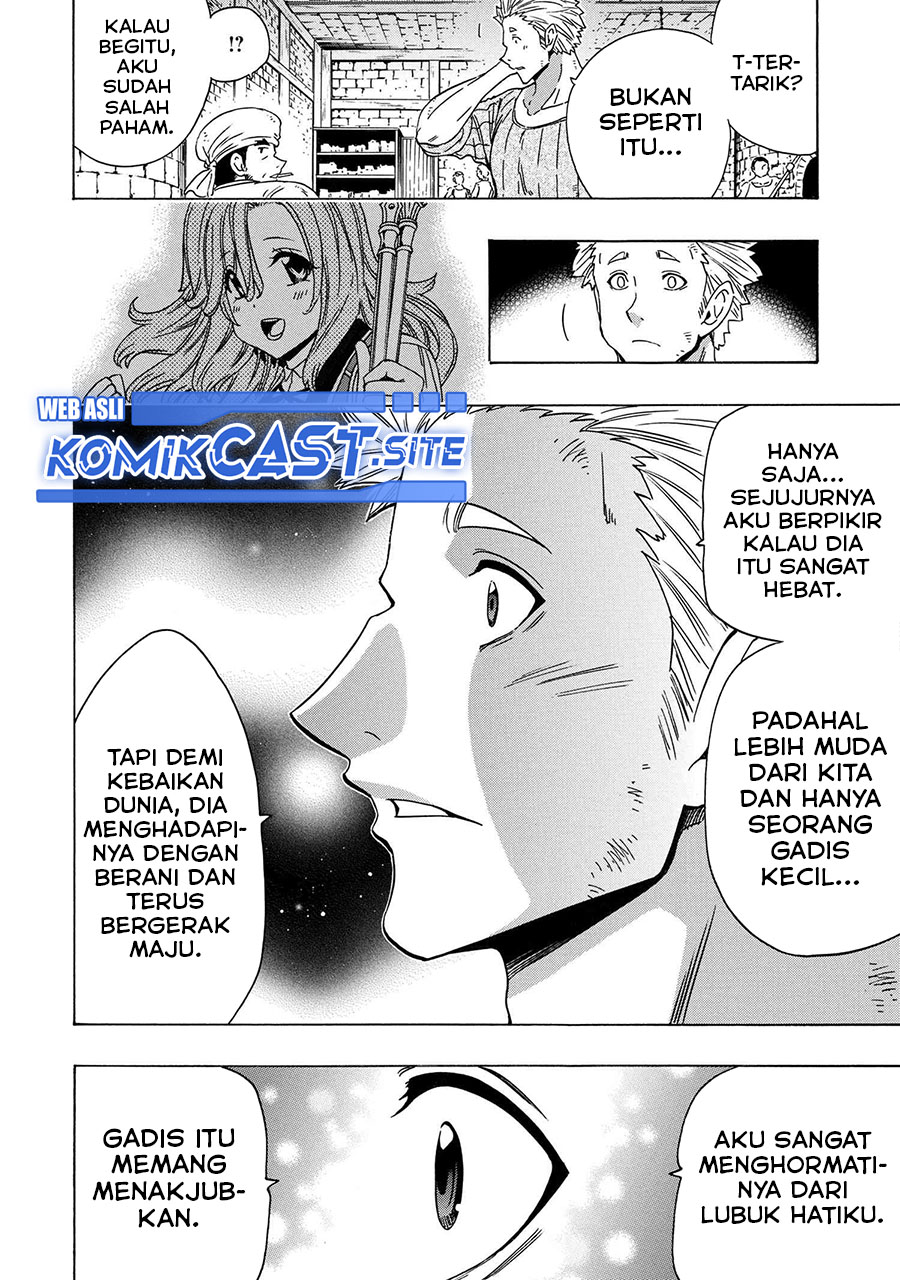 T-TER-
TARIK?
BUKAN
SEPERTI
ITU...
!?
KALAU
BEGITU,
AKU
SUDAH
SALAH
PAHAM.
WEB ASLI
KOMIKCAST.SITE
HANYA
SAJA...
SEJUJURNYA
AKU BERPIKIR
KALAU DIA
ITU SANGAT
HEBAT.
PADAHAL
LEBIH MUDA
DARI KITA
DAN HANYA
SEORANG
GADIS
KECIL...
TAPI DEMI
KEBAIKAN
DUNIA, DIA
MENGHADAPI-
NYA DENGAN
BERANI DAN
TERUS
BERGERAK
MAJU.
AKU SANGAT
MENGHORMATI-
NYA DARI
LUBUK HATIKU.
GADIS ITU
MEMANG
MENAKJUB-
KAN.